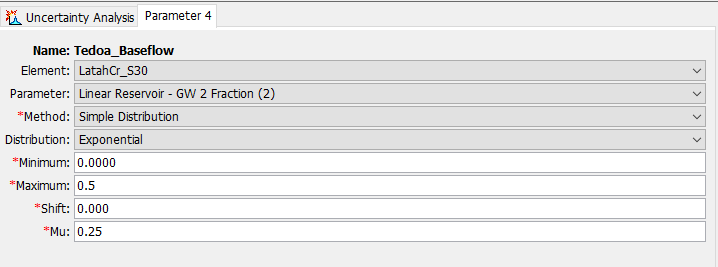 Uncertainty Analysis Parameter 4
Name: Tedoa_Baseflow
Element: LatahCr_S30
Parameter: Linear Reservoir - GW 2 Fraction (2)
*Method: Simple Distribution
Distribution: Exponential
*Minimum: 0.0000
*Maximum: 0.5
*Shift: 0.000
*Mu: 0.25